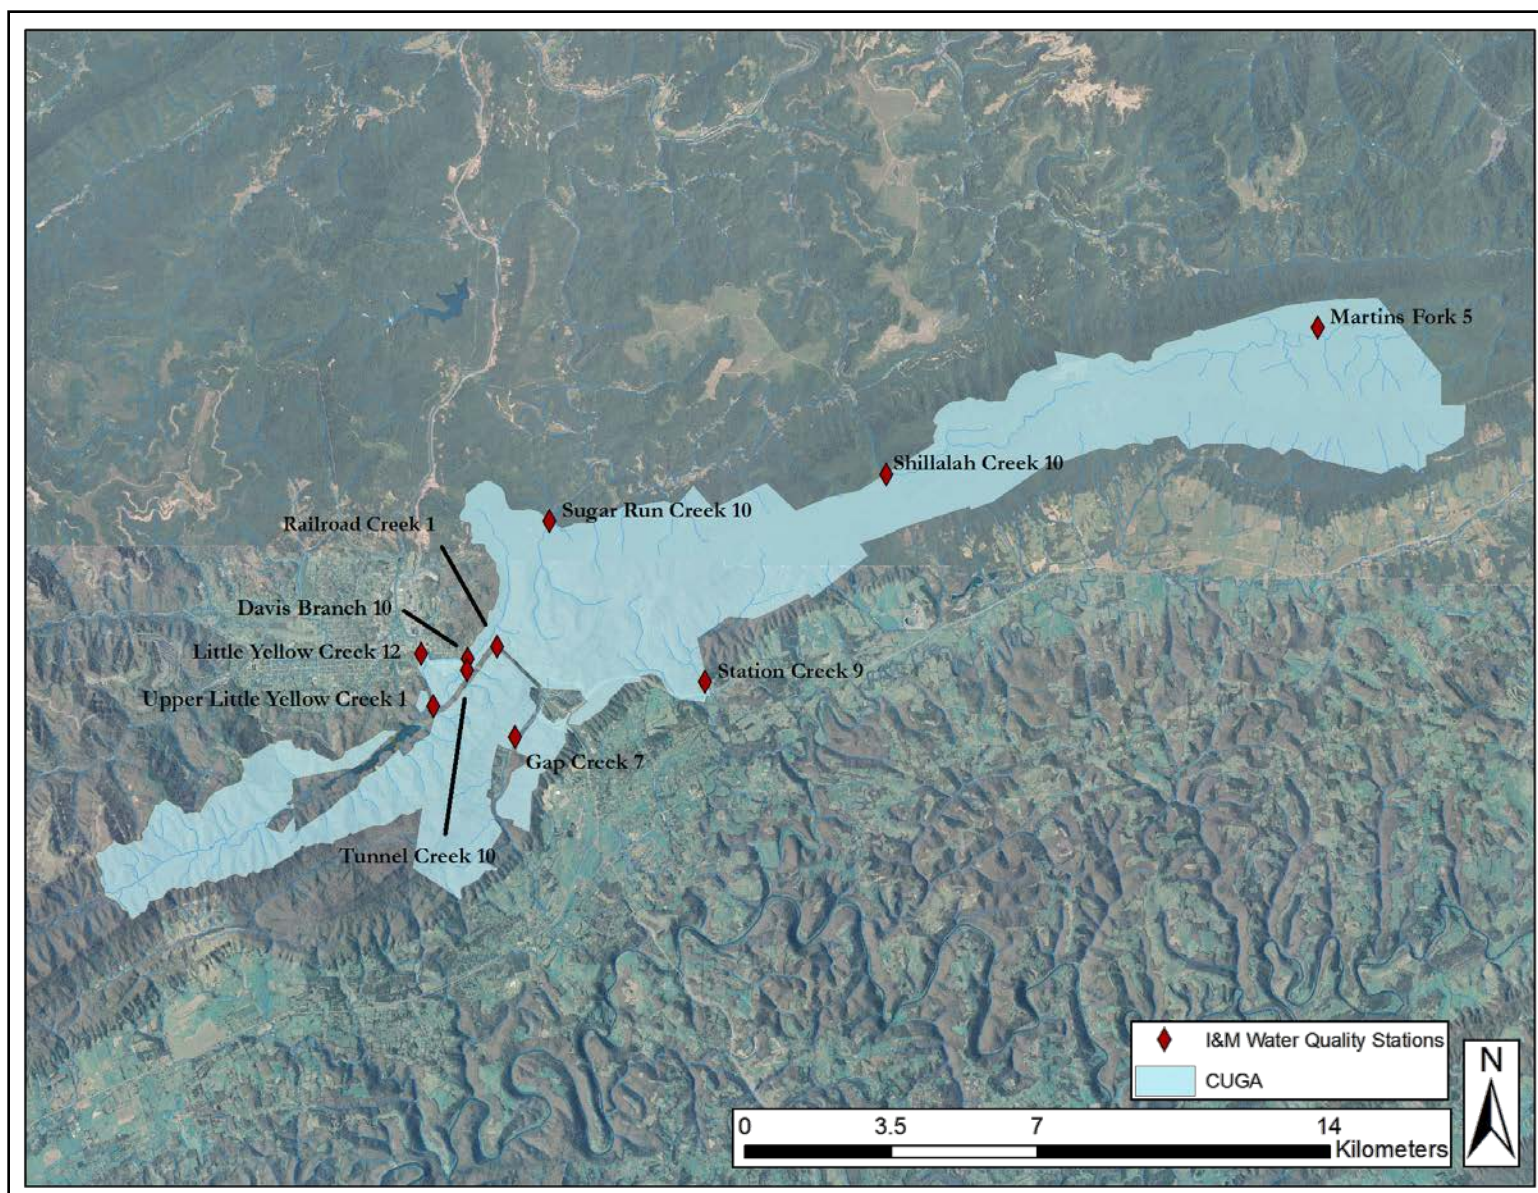 Martins Fork 5
Shillalah Creek 10
Sugar Run Creek 10
Railroad Creek 1
Davis Branch 10
Little Yellow Creek 12
Station Creek 9
Upper Little Yellow Creek 1
Gap Creek 7
Tunnel Creek 10
I&M Water Quality Stations
CUGA
N
0 3.5 7 14
Kilometers